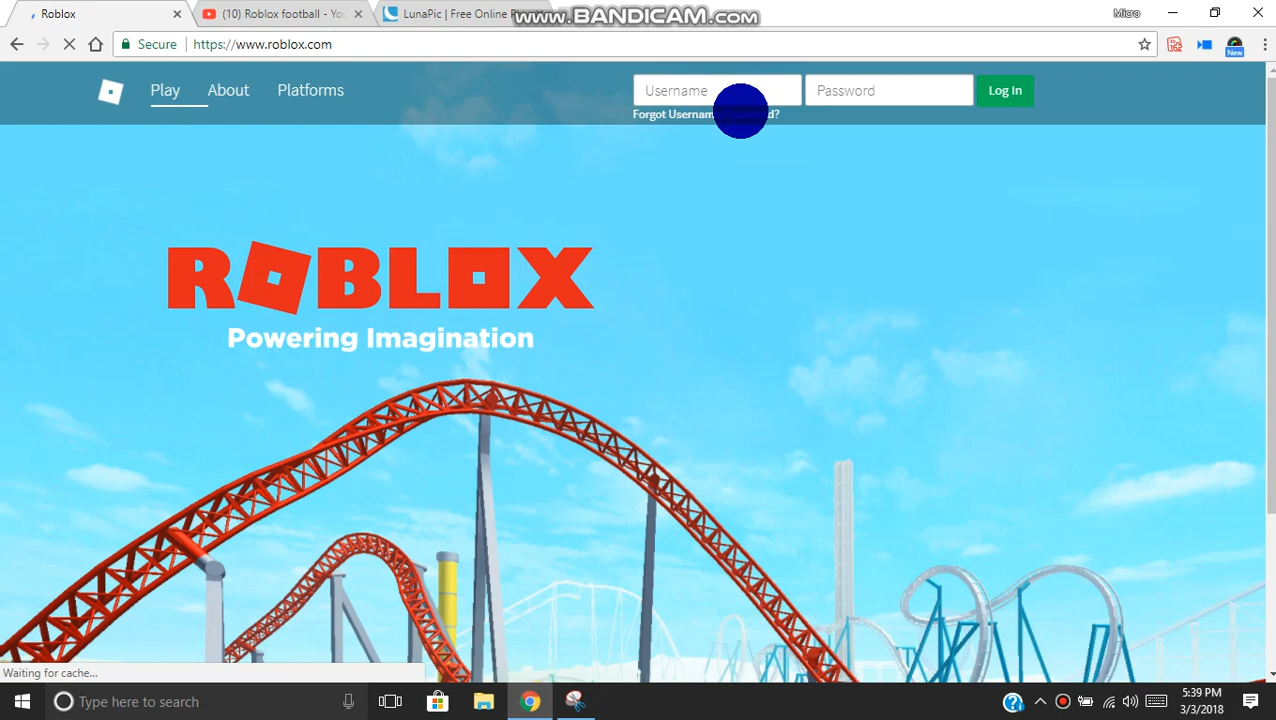 Roblox
(10) Roblox football - Yo
LunaPic | Free Online P
www.BANDICAM.com
Micro
Secure
https://www.roblox.com
New
Play
About
Platforms
Username
Password
Log In
Forgot Usernam d?
ROBLOX
Powering Imagination
Waiting for cache...
Type here to search
5:39 PM
3/3/2018